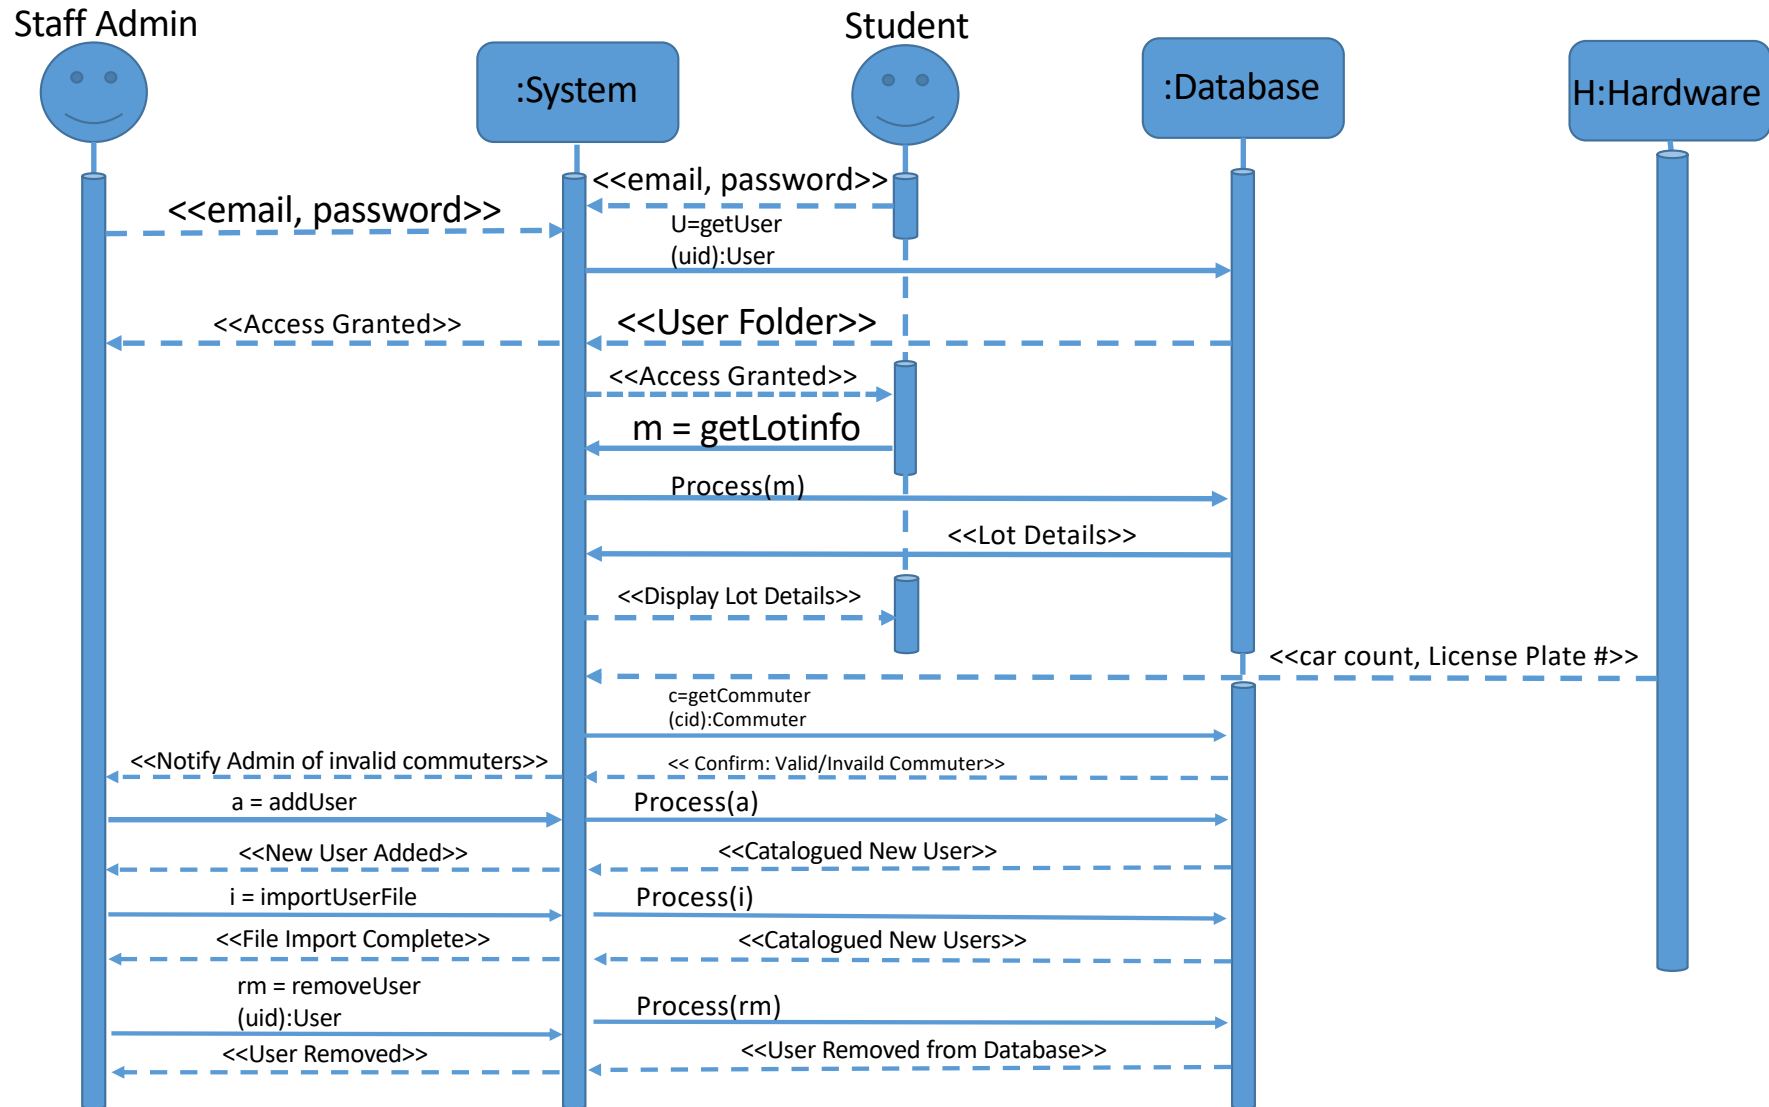 Staff Admin
Student
:System
:Database
H:Hardware
<<email, password>>
<<email, password>>
U=getUser
(uid):User
<<Access Granted>>
<<User Folder>>
<<Access Granted>>
m = getLotinfo
Process(m)
<<Lot Details>>
<<Display Lot Details>>
<<car count, License Plate #>>
c=getCommuter
(cid):Commuter
<<Notify Admin of invalid commuters>>
<< Confirm: Valid/Invaild Commuter>>
a = addUser
Process(a)
<<New User Added>>
<<Catalogued New User>>
i = importUserFile
Process(i)
<<File Import Complete>>
<<Catalogued New Users>>
rm = removeUser
(uid):User
Process(rm)
<<User Removed>>
<<User Removed from Database>>